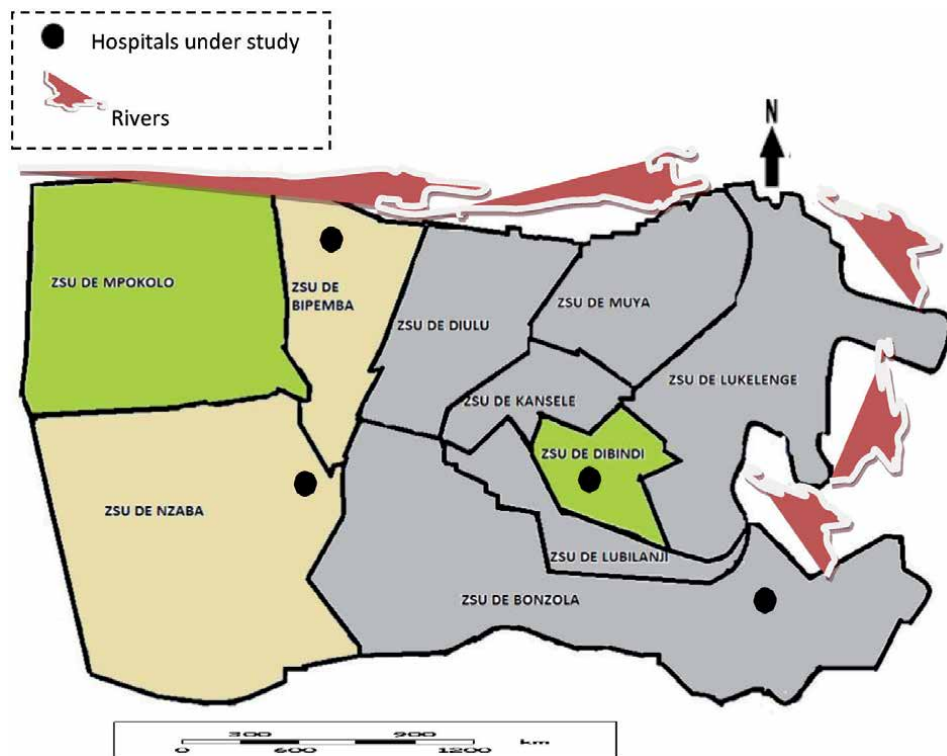 Hospitals under study
Rivers
N
ZSU DE MPOKOLO
ZSU DE
BIPEMBA
ZSU DE DIULU
ZSU DE MUYA
ZSU DE LUKELENGE
ZSU DE KANSELE
ZSU DE DIBINDI
ZSU DE NZABA
ZSU DE LUBILANJI
ZSU DE BONZOLA
300 900
0 600 1200 km